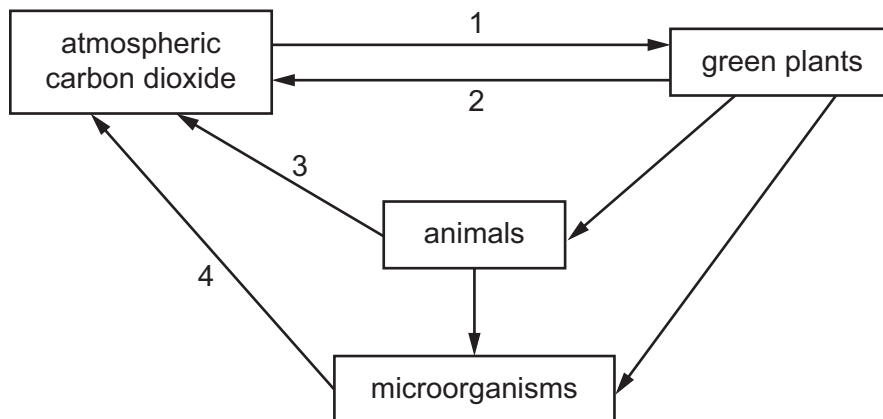 atmospheric
carbon dioxide
1
green plants
2
3
animals
4
microorganisms